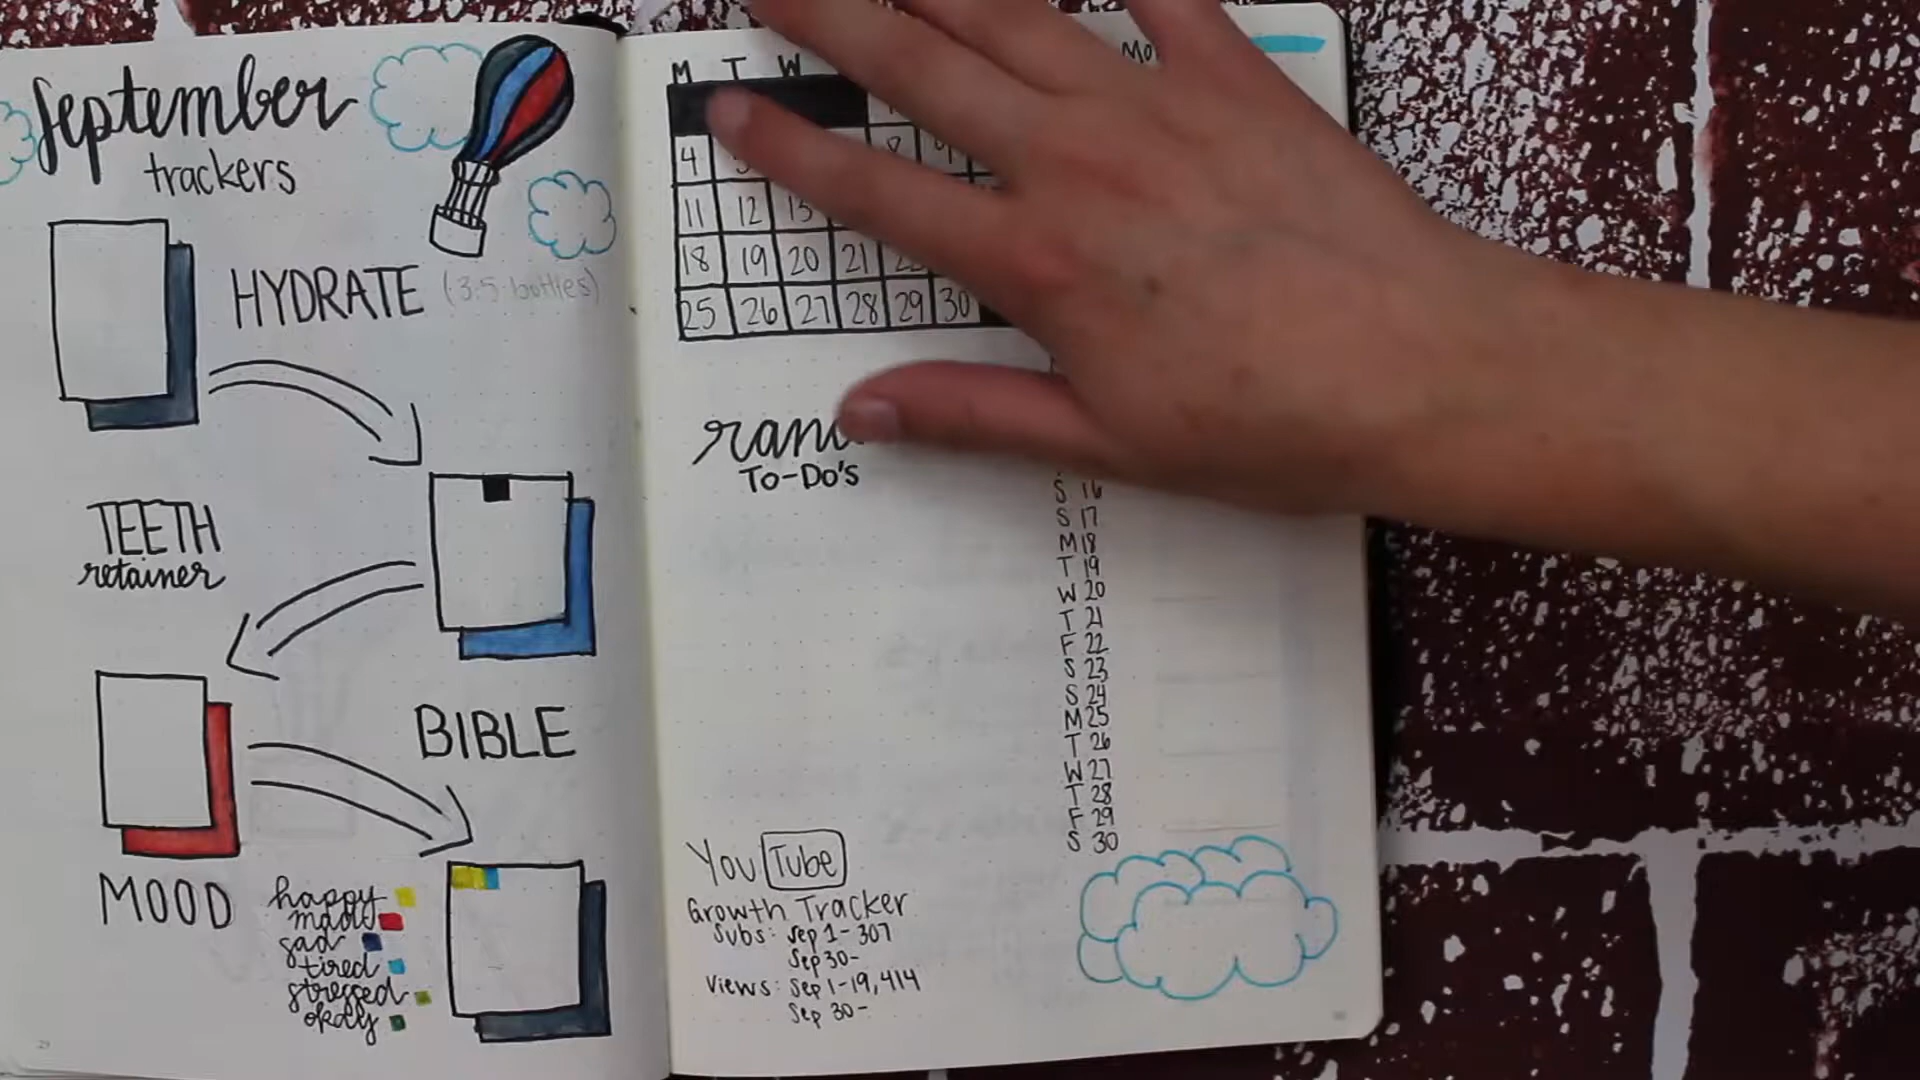 September
trackers
HYDRATE (3.5 bottles)
TEETH
retainer
BIBLE
MOOD
happy
mad
sad
tired
stressed
okay
29
M T W
4
11 12 13
18 19 20 21 22
25 26 27 28 29 30
To-Do's
YouTube
Growth Tracker
Subs: Sep 1- 307
Sep 30-
Views: Sep 1-19,414
Sep 30-
S 16
S 17
M 18
T 19
W 20
T 21
F 22
S 23
S 24
M 25
T 26
W 27
T 28
F 29
S 30